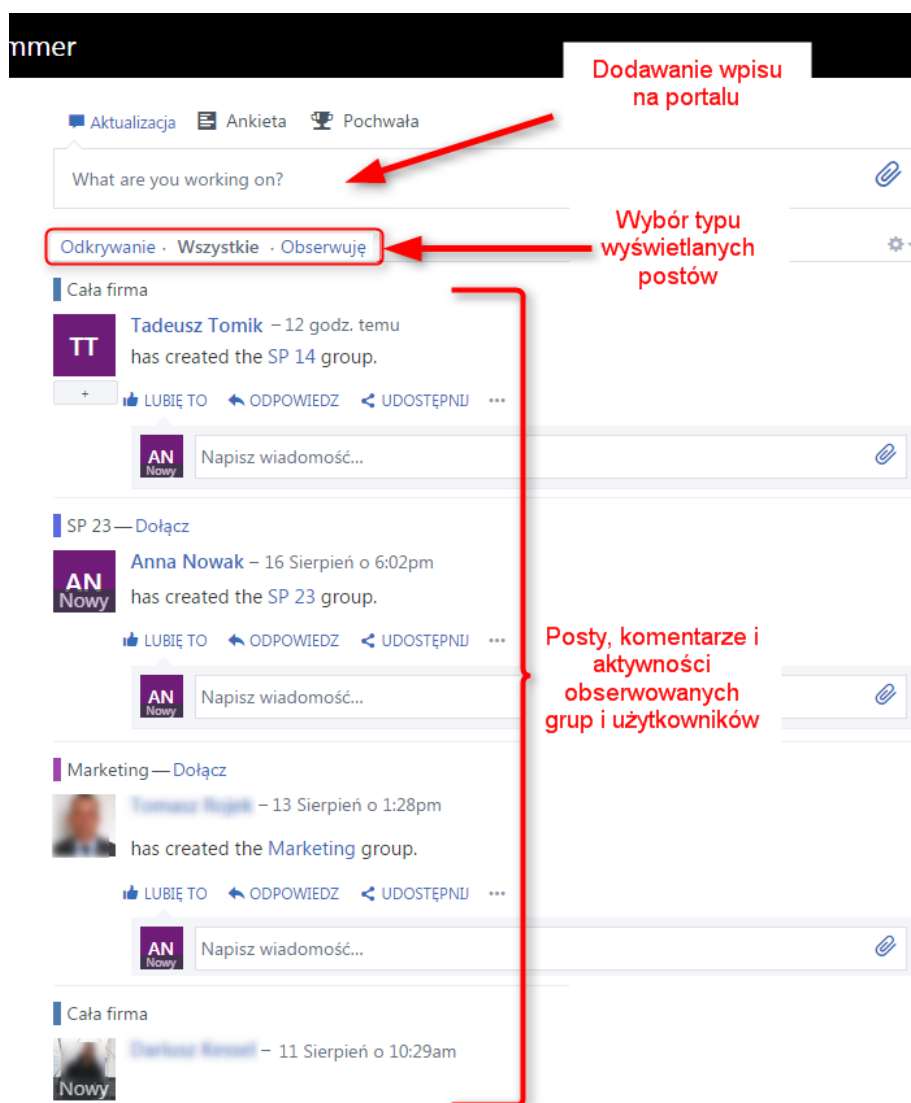 mmer
Dodawanie wpisu
na portalu
Aktualizacja Ankieta Pochwała
What are you working on?
Wybór typu
wyświetlanych
postów
Odkrywanie · Wszystkie · Obserwuję
Cała firma
TT
Tadeusz Tomik – 12 godz. temu
has created the SP 14 group.
+
LUBIĘ TO ODPOWIEDZ UDOSTĘPNIJ ...
AN
Nowy
Napisz wiadomość...
SP 23 — Dołącz
AN
Nowy
Anna Nowak – 16 Sierpień o 6:02pm
has created the SP 23 group.
LUBIĘ TO ODPOWIEDZ UDOSTĘPNIJ ...
Posty, komentarze i
aktywności
obserwowanych
grup i użytkowników
AN
Nowy
Napisz wiadomość...
Marketing — Dołącz
– 13 Sierpień o 1:28pm
has created the Marketing group.
LUBIĘ TO ODPOWIEDZ UDOSTĘPNIJ ...
AN
Nowy
Napisz wiadomość...
Cała firma
– 11 Sierpień o 10:29am
Nowy